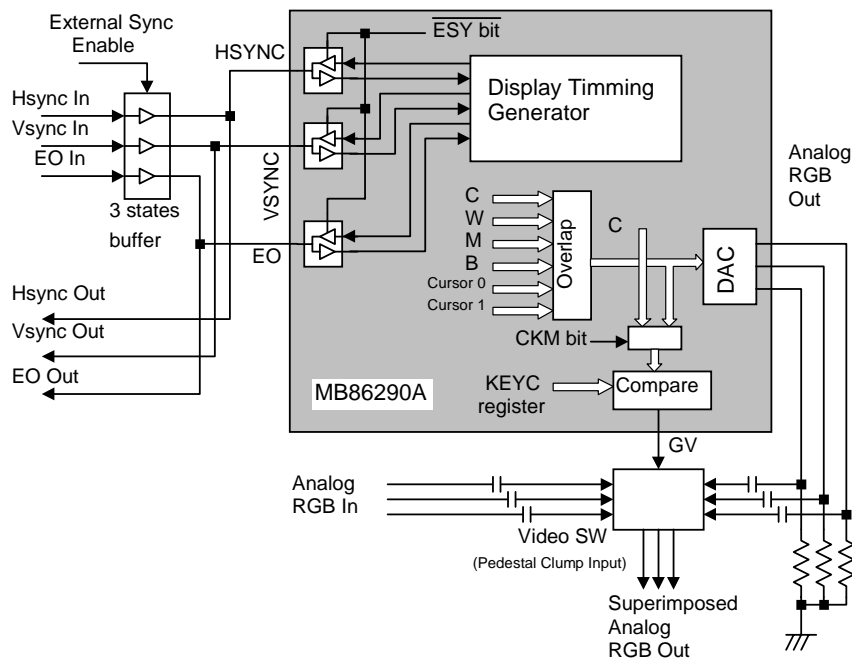 External Sync
Enable
Hsync In
Vsync In
EO In
3 states
buffer
Hsync Out
Vsync Out
EO Out
HSYNC
VSYNC
EO
ESY bit
Display Timming
Generator
C
W
M
B
Cursor 0
Cursor 1
Overlap
C
DAC
Analog
RGB
Out
CKM bit
KEYC
register
Compare
MB86290A
GV
Analog
RGB In
Video SW
(Pedestal Clump Input)
Superimposed
Analog
RGB Out